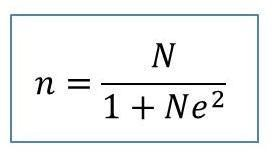 n = N / (1 + Ne²)